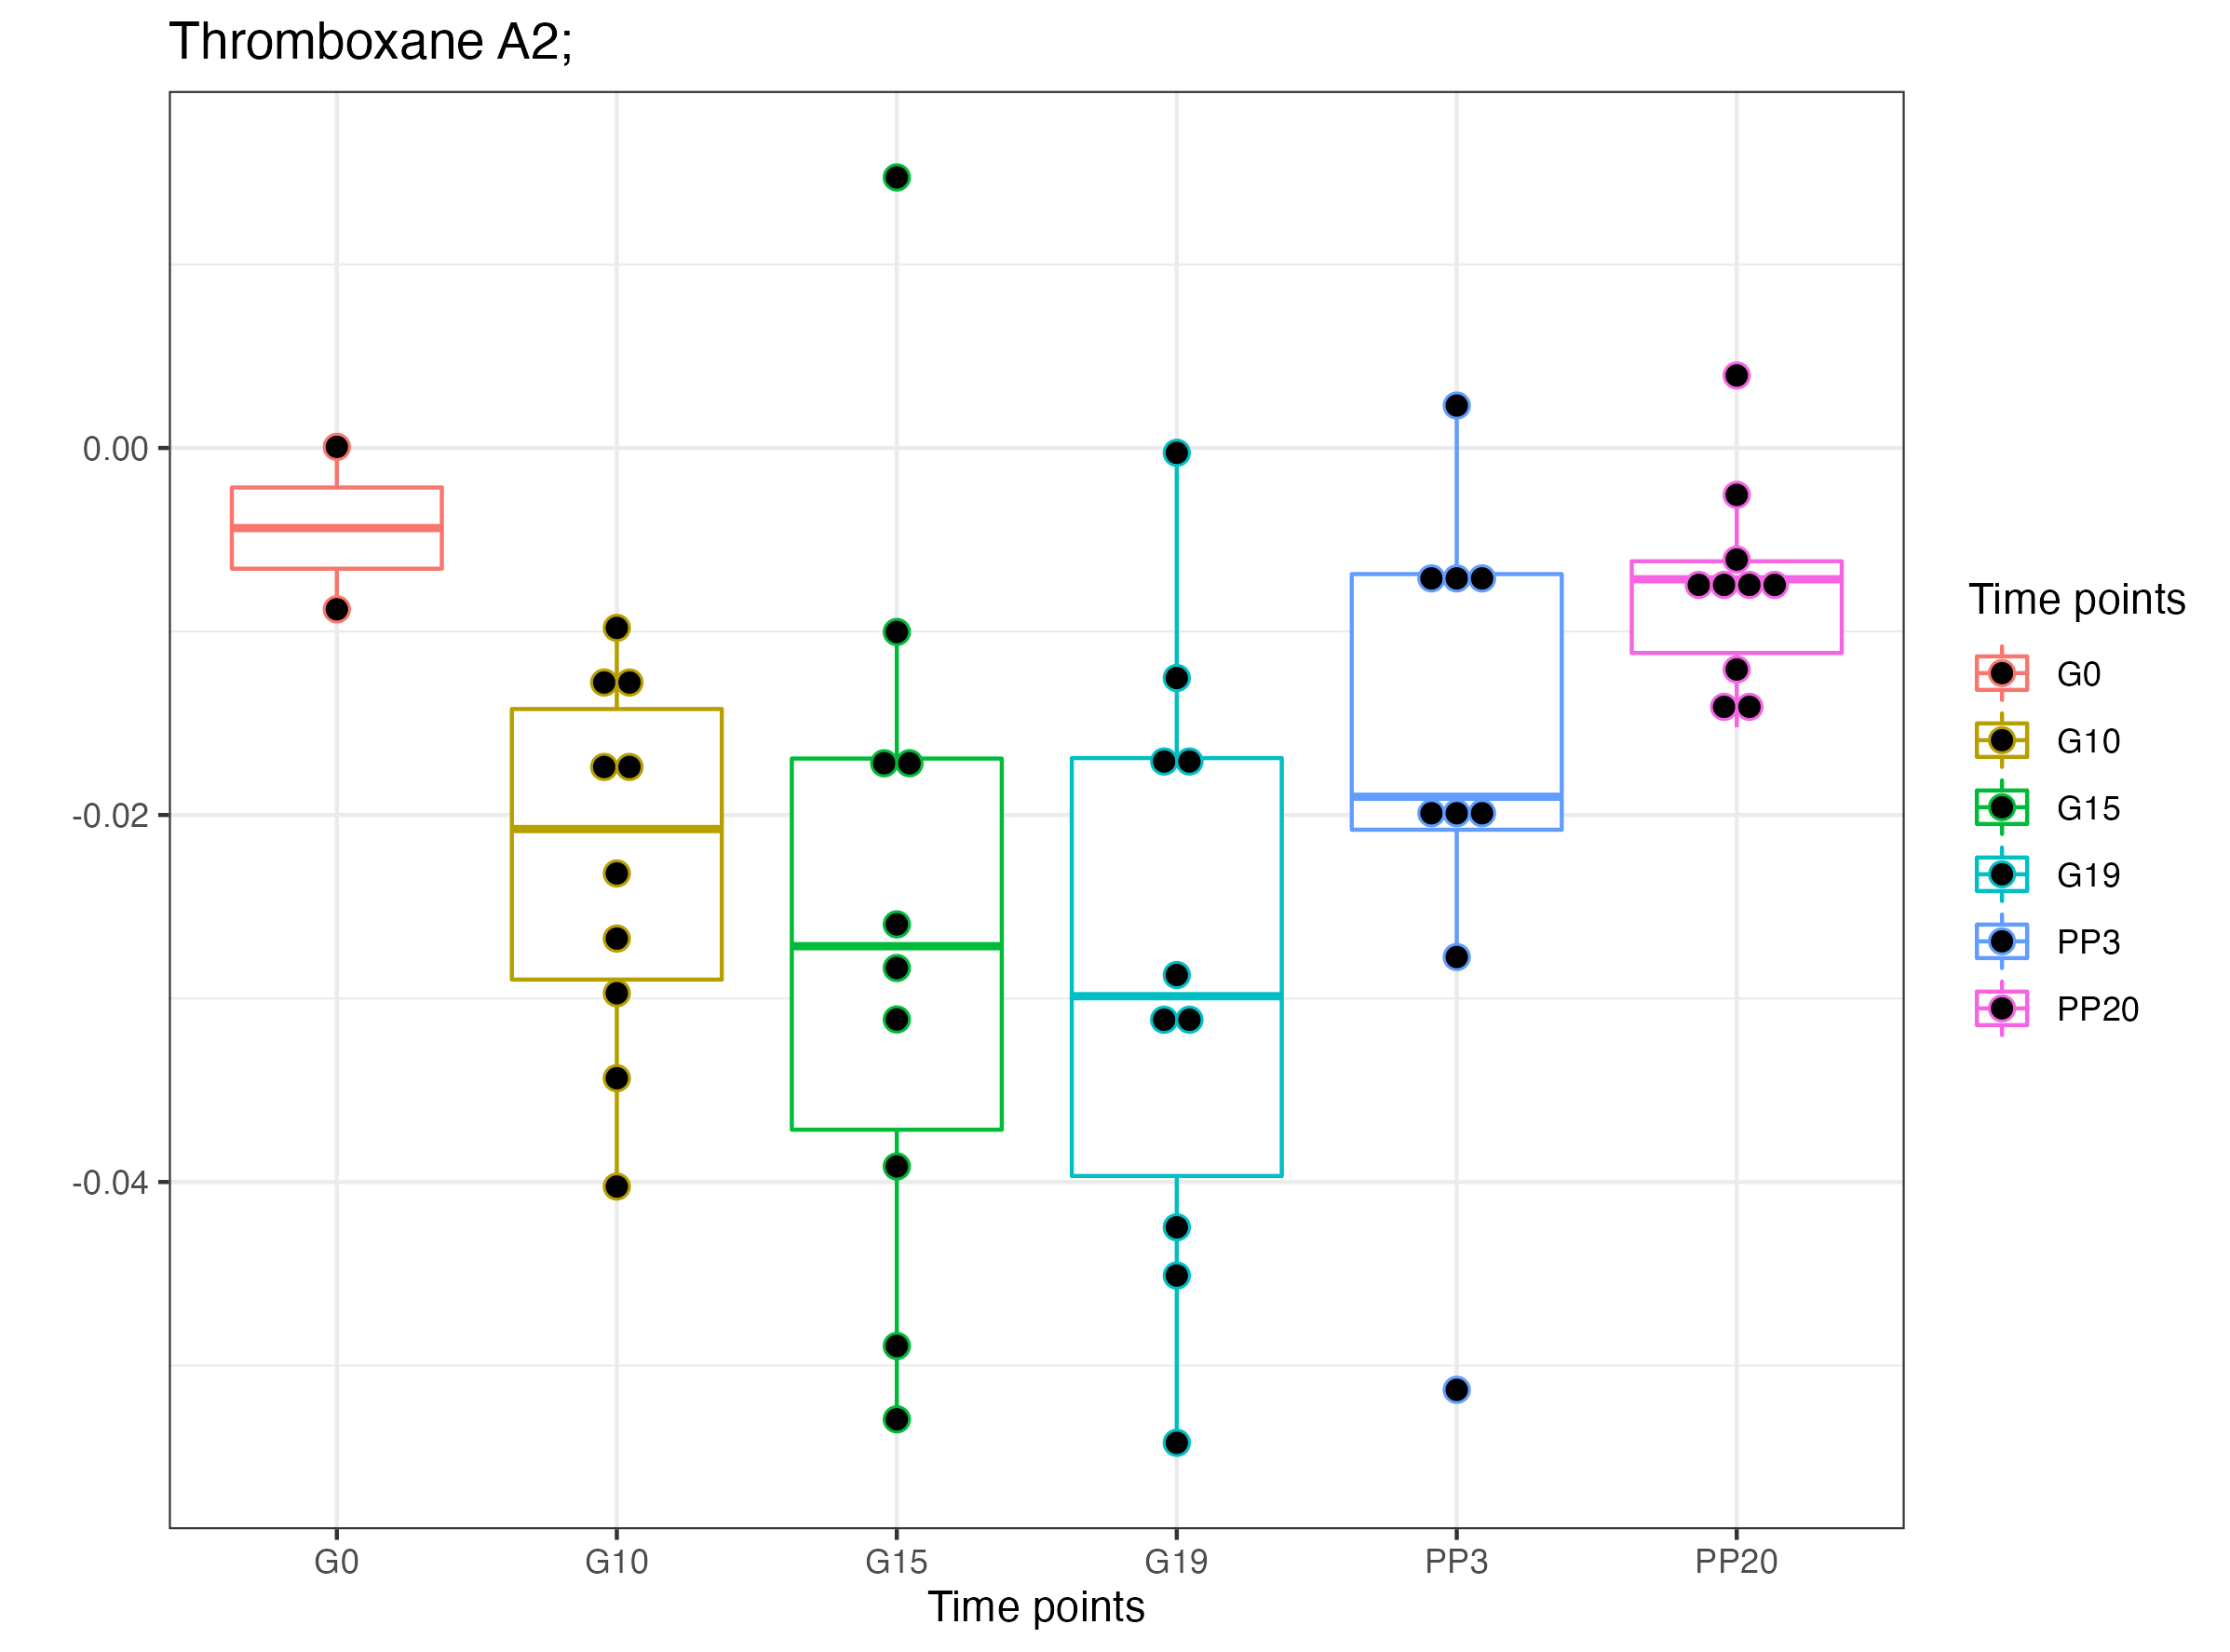 Thromboxane A2;
0.00
-0.02
-0.04
G0 G10 G15 G19 PP3 PP20
Time points
Time points
G0
G10
G15
G19
PP3
PP20